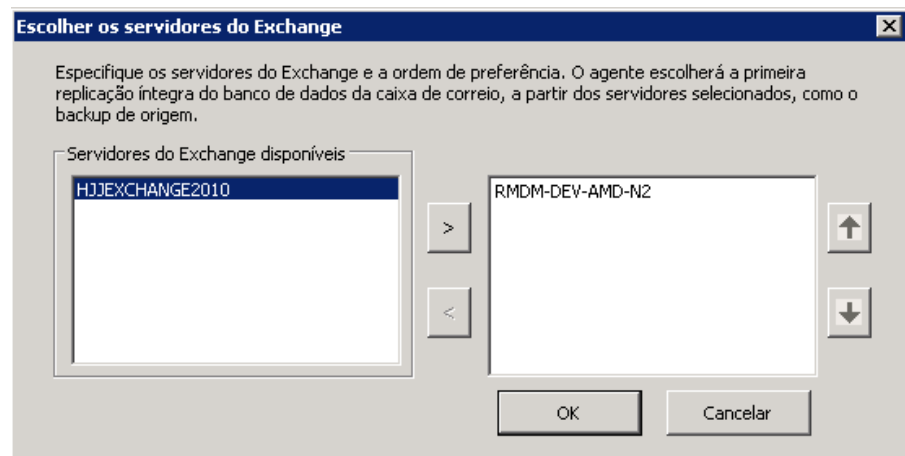 Escolher os servidores do Exchange
Especifique os servidores do Exchange e a ordem de preferência. O agente escolherá a primeira
replicação íntegra do banco de dados da caixa de correio, a partir dos servidores selecionados, como o
backup de origem.
Servidores do Exchange disponíveis
HJJEXCHANGE2010
RMDM-DEV-AMD-N2
>
<
OK
Cancelar